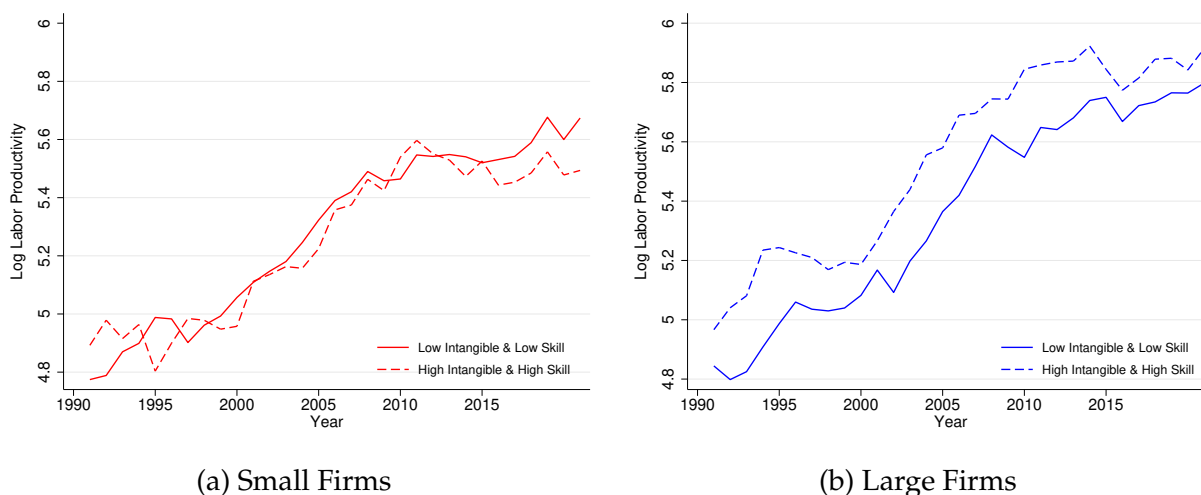 6
5.8
5.6
5.4
5.2
5
4.8
Log Labor Productivity
Low Intangible & Low Skill
High Intangible & High Skill
1990 1995 2000 2005 2010 2015
Year
(a) Small Firms
6
5.8
5.6
5.4
5.2
5
4.8
Log Labor Productivity
Low Intangible & Low Skill
High Intangible & High Skill
1990 1995 2000 2005 2010 2015
Year
(b) Large Firms